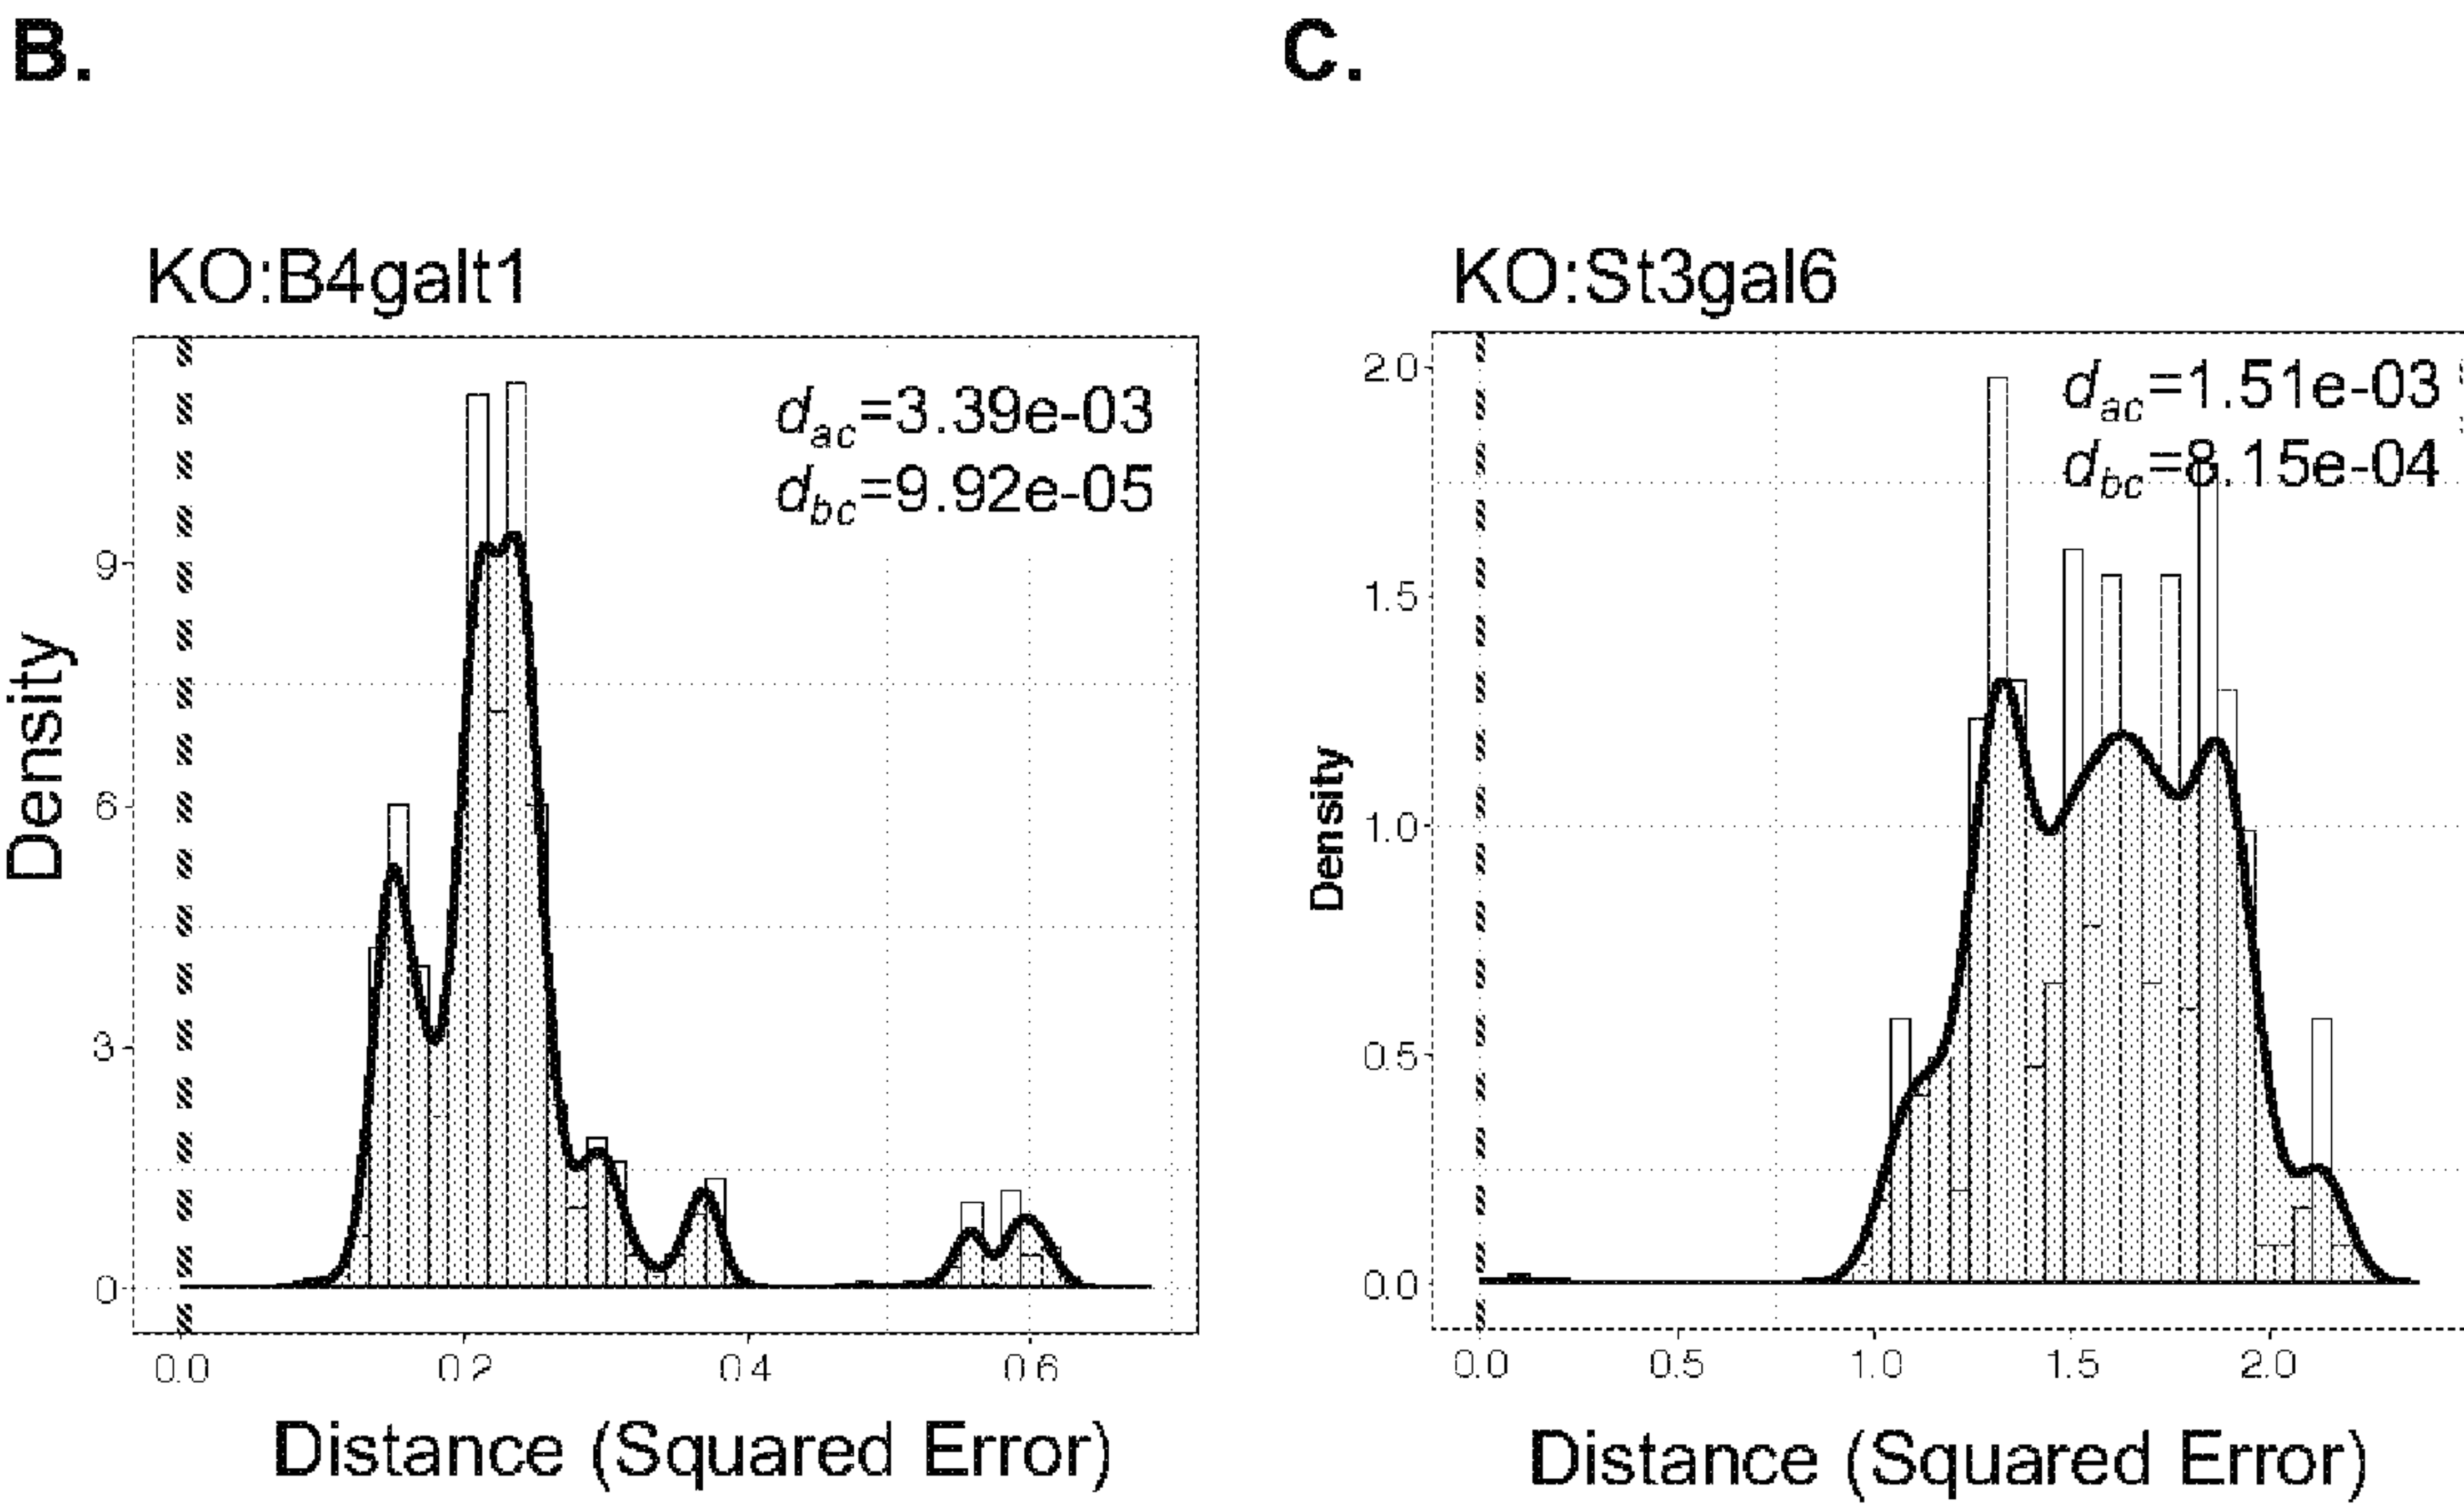 B.
KO:B4galt1
d_ac=3.39e-03
d_bc=9.92e-05
Density
9
6
3
0
0.0 0.2 0.4 0.6
Distance (Squared Error)
C.
KO:St3gal6
d_ac=1.51e-03
d_bc=8.15e-04
Density
2.0
1.5
1.0
0.5
0.0
0.0 0.5 1.0 1.5 2.0
Distance (Squared Error)